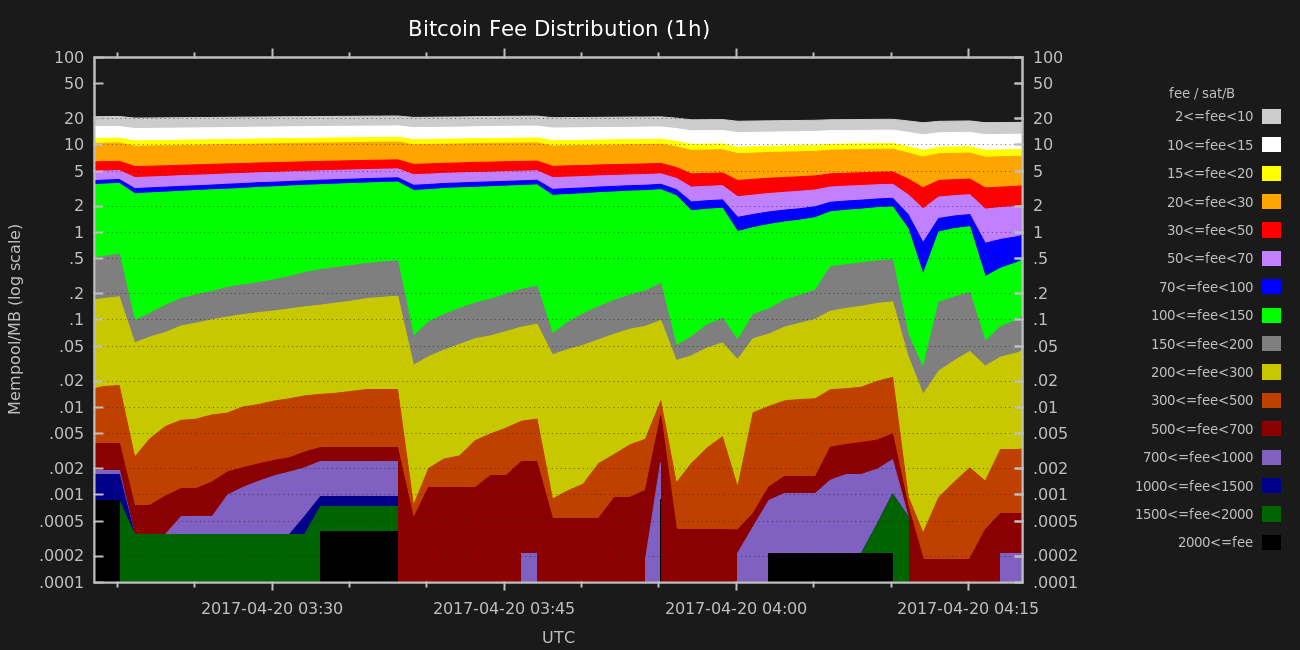 Bitcoin Fee Distribution (1h)
100 100
50 50
20 20
10 10
5 5
2 2
1 1
.5 .5
.2 .2
.1 .1
.05 .05
.02 .02
.01 .01
.005 .005
.002 .002
.001 .001
.0005 .0005
.0002 .0002
.0001 .0001
Mempool/MB (log scale)
2017-04-20 03:30 2017-04-20 03:45 2017-04-20 04:00 2017-04-20 04:15
UTC
fee / sat/B
2<=fee<10
10<=fee<15
15<=fee<20
20<=fee<30
30<=fee<50
50<=fee<70
70<=fee<100
100<=fee<150
150<=fee<200
200<=fee<300
300<=fee<500
500<=fee<700
700<=fee<1000
1000<=fee<1500
1500<=fee<2000
2000<=fee